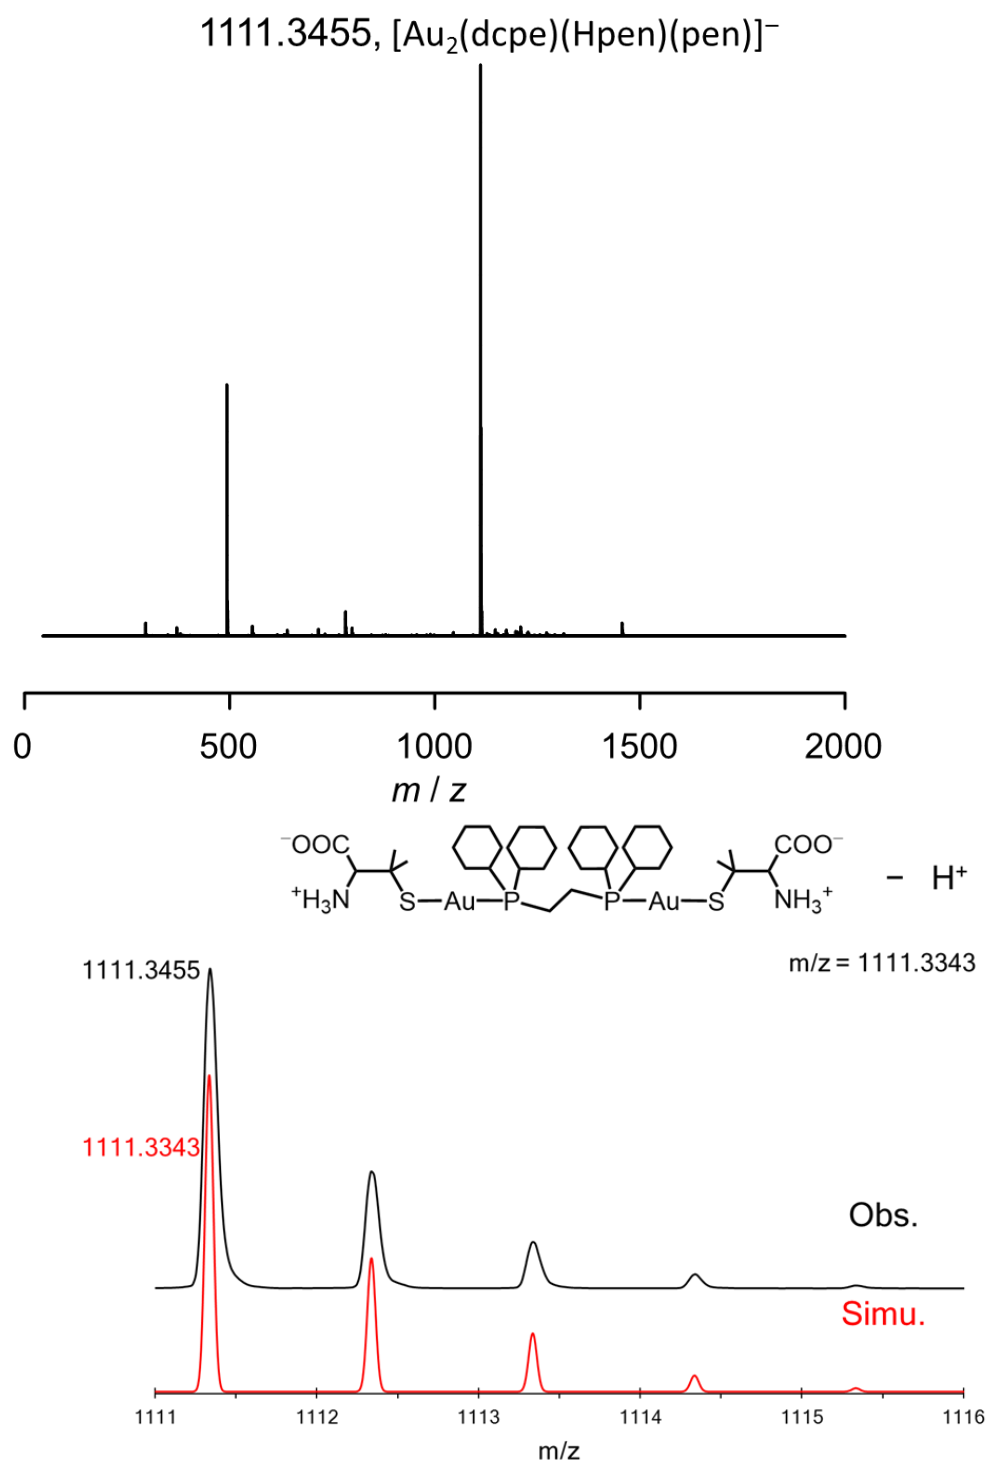 1111.3455, [Au₂(dcpe)(Hpen)(pen)]⁻
0 500 1000 1500 2000
m / z
⁻OOC COO⁻
⁺H₃N S Au P P Au S NH₃⁺ − H⁺
m/z = 1111.3343
1111.3455
1111.3343
Obs.
Simu.
1111 1112 1113 1114 1115 1116
m/z